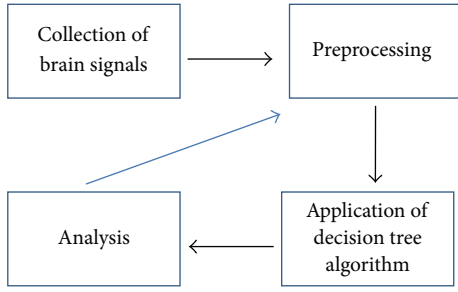 Collection of
brain signals
Preprocessing
Analysis
Application of
decision tree
algorithm